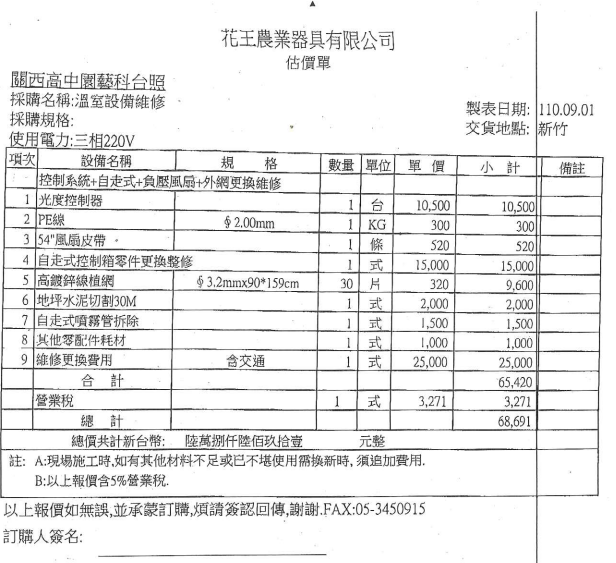 花王農業器具有限公司
估價單
關西高中園藝科台照
採購名稱:溫室設備維修
製表日期: 110.09.01
採購規格:
交貨地點: 新竹
使用電力:三相220V
項次 設備名稱 規 格 數量 單位 單 價 小 計 備註
控制系統+自走式+負壓風扇+外網更換維修
1 光度控制器 1 台 10,500 10,500
2 PE線 ∮2.00mm 1 KG 300 300
3 54"風扇皮帶 1 條 520 520
4 自走式控制箱零件更換整修 1 式 15,000 15,000
5 高鍍鋅線植網 ∮3.2mmx90*159cm 30 片 320 9,600
6 地坪水泥切割30M 1 式 2,000 2,000
7 自走式噴霧管拆除 1 式 1,500 1,500
8 其他零配件耗材 1 式 1,000 1,000
9 維修更換費用 含交通 1 式 25,000 25,000
合 計 65,420
營業稅 1 式 3,271 3,271
總 計 68,691
總價共計新台幣: 陸萬捌仟陸佰玖拾壹 元整
註: A:現場施工時,如有其他材料不足或已不堪使用需換新時, 須追加費用.
B:以上報價含5%營業稅.
以上報價如無誤,並承蒙訂購,煩請簽認回傳,謝謝.FAX:05-3450915
訂購人簽名: